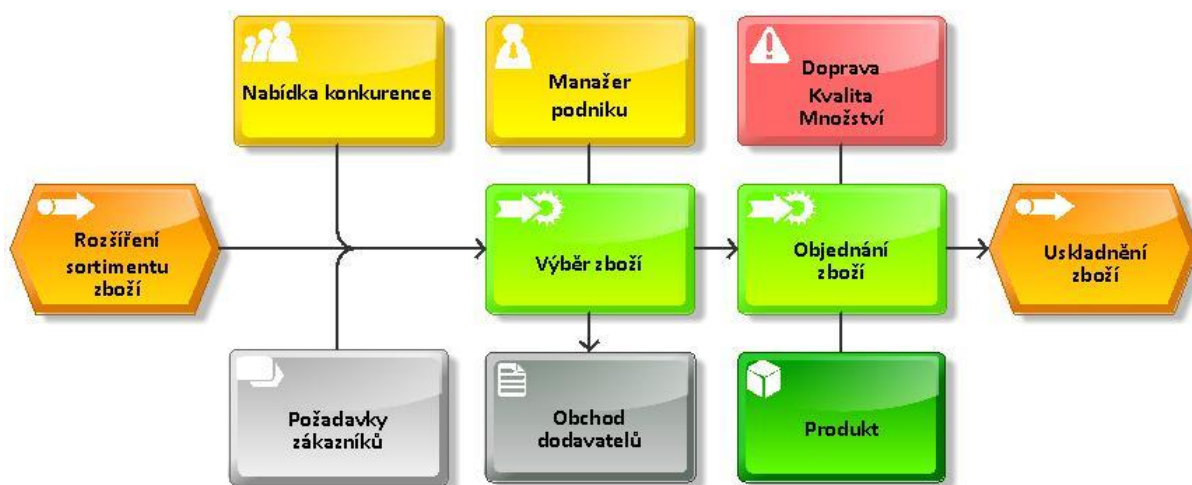 Nabídka konkurence
Manažer
podniku
Doprava
Kvalita
Množství
Rozšíření
sortimentu
zboží
Výběr zboží
Objednání
zboží
Uskladnění
zboží
Požadavky
zákazníků
Obchod
dodavatelů
Produkt